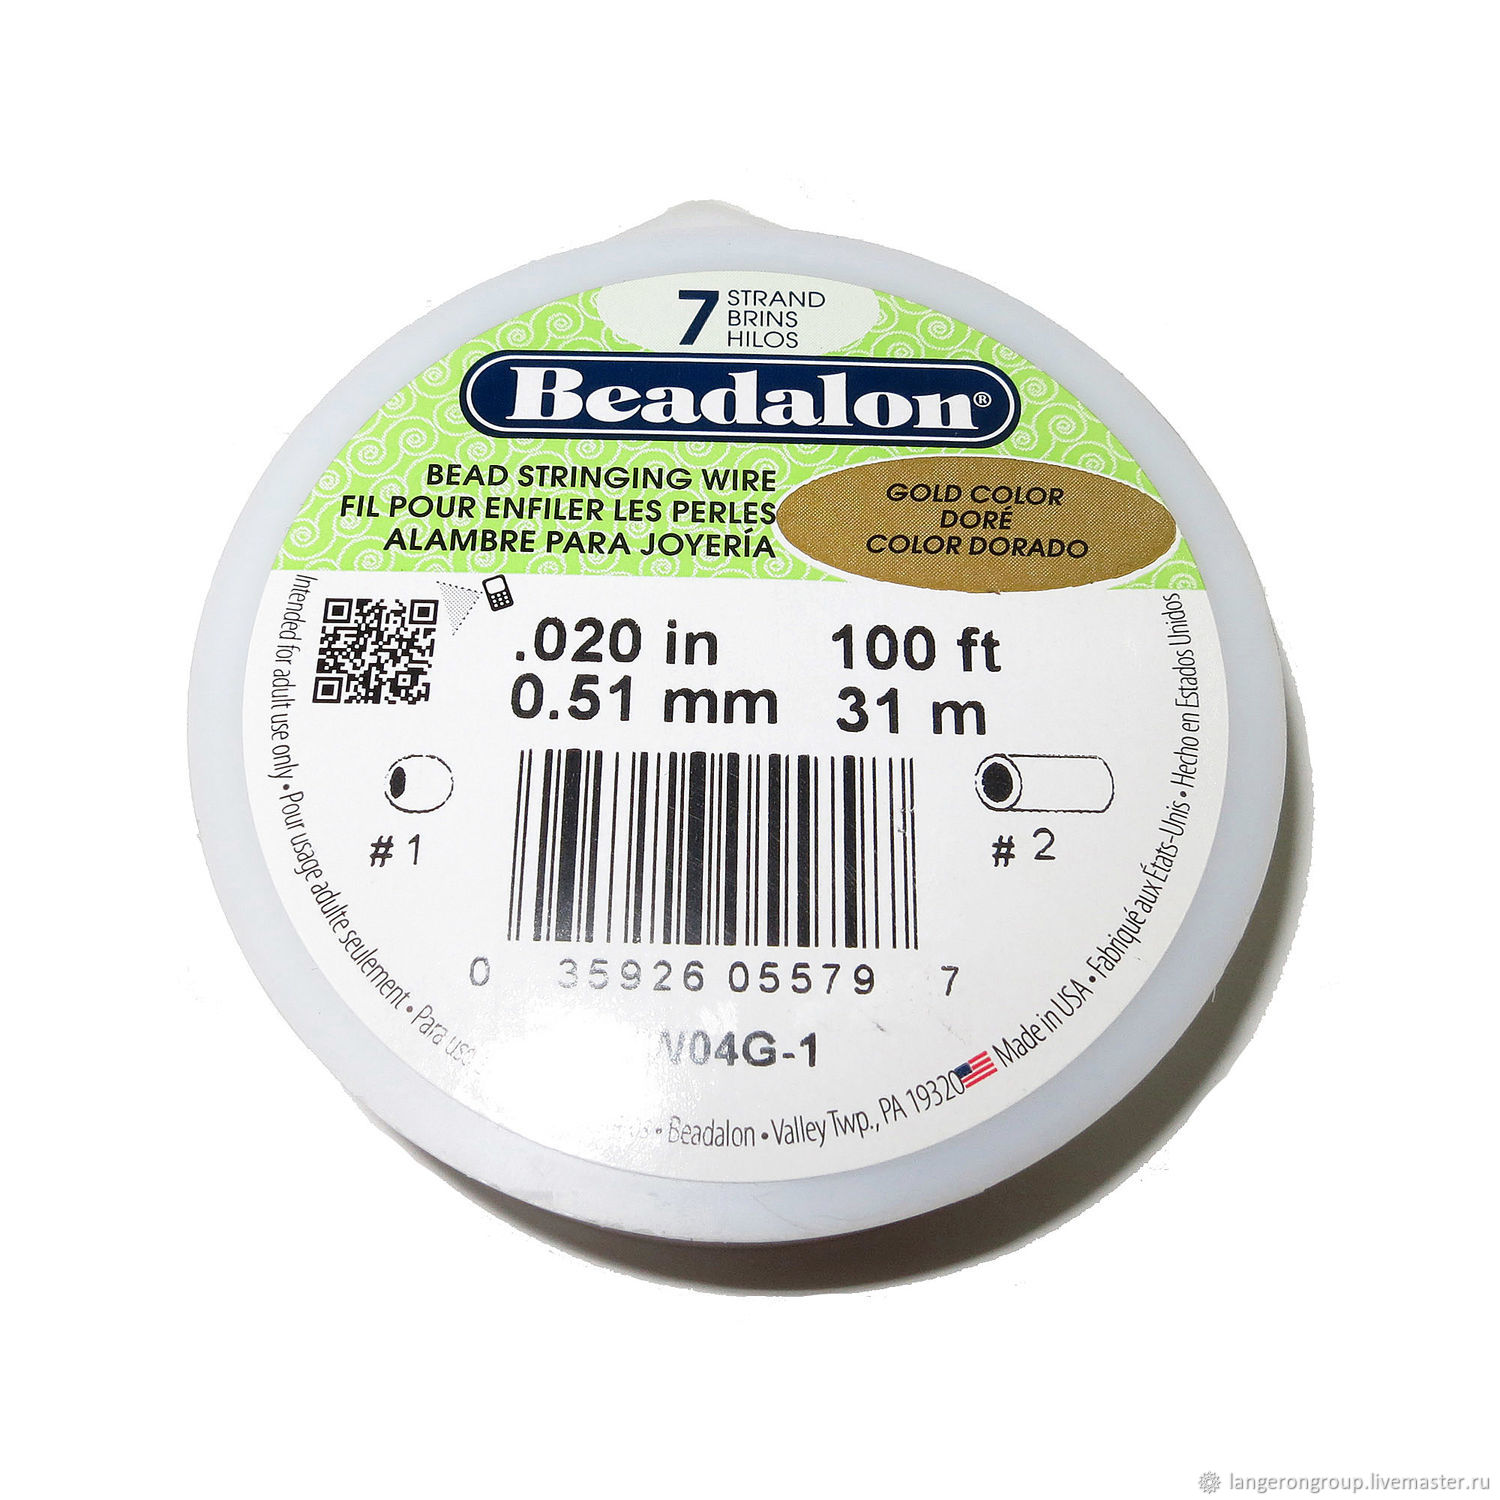 7 STRAND
BRINS
HILOS
Beadalon®
BEAD STRINGING WIRE
FIL POUR ENFILER LES PERLES
ALAMBRE PARA JOYERÍA
GOLD COLOR
DORÉ
COLOR DORADO
.020 in 100 ft
0.51 mm 31 m
# 1
# 2
0 35926 05579 7
04G-1
Intended for adult use only • Pour usage adulte seulement • Para uso
• Beadalon • Valley Twp., PA 19320 Made in USA • Fabriqué aux États-Unis • Hecho en Estados Unidos
langerongroup.livemaster.ru